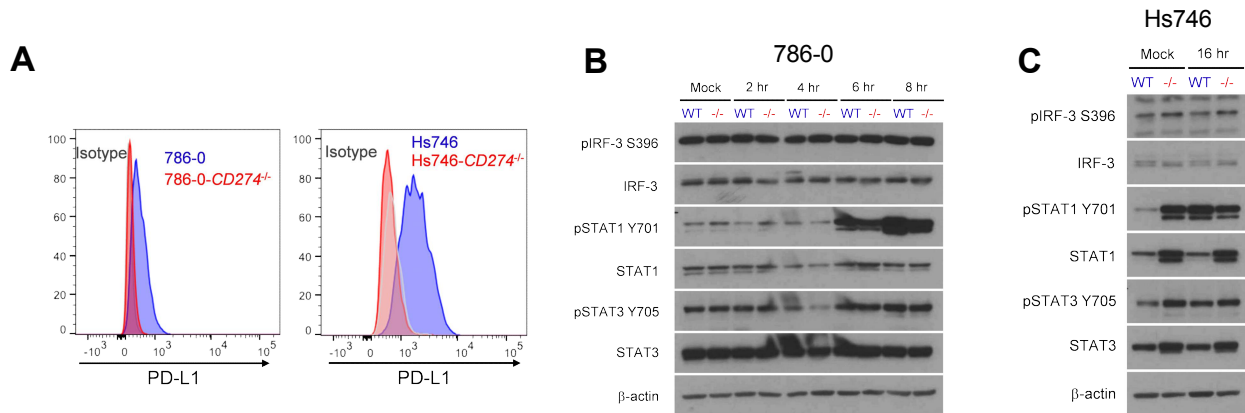 A
Isotype
786-0
786-0-CD274-/-
100
80
60
40
20
0
-10³ 0 10³ 10⁴ 10⁵
PD-L1
Isotype
Hs746
Hs746-CD274-/-
100
80
60
40
20
0
-10³ 0 10³ 10⁴ 10⁵
PD-L1
B
786-0
Mock 2 hr 4 hr 6 hr 8 hr
WT -/- WT -/- WT -/- WT -/- WT -/-
pIRF-3 S396
IRF-3
pSTAT1 Y701
STAT1
pSTAT3 Y705
STAT3
β-actin
C
Hs746
Mock 16 hr
WT -/- WT -/-
pIRF-3 S396
IRF-3
pSTAT1 Y701
STAT1
pSTAT3 Y705
STAT3
β-actin